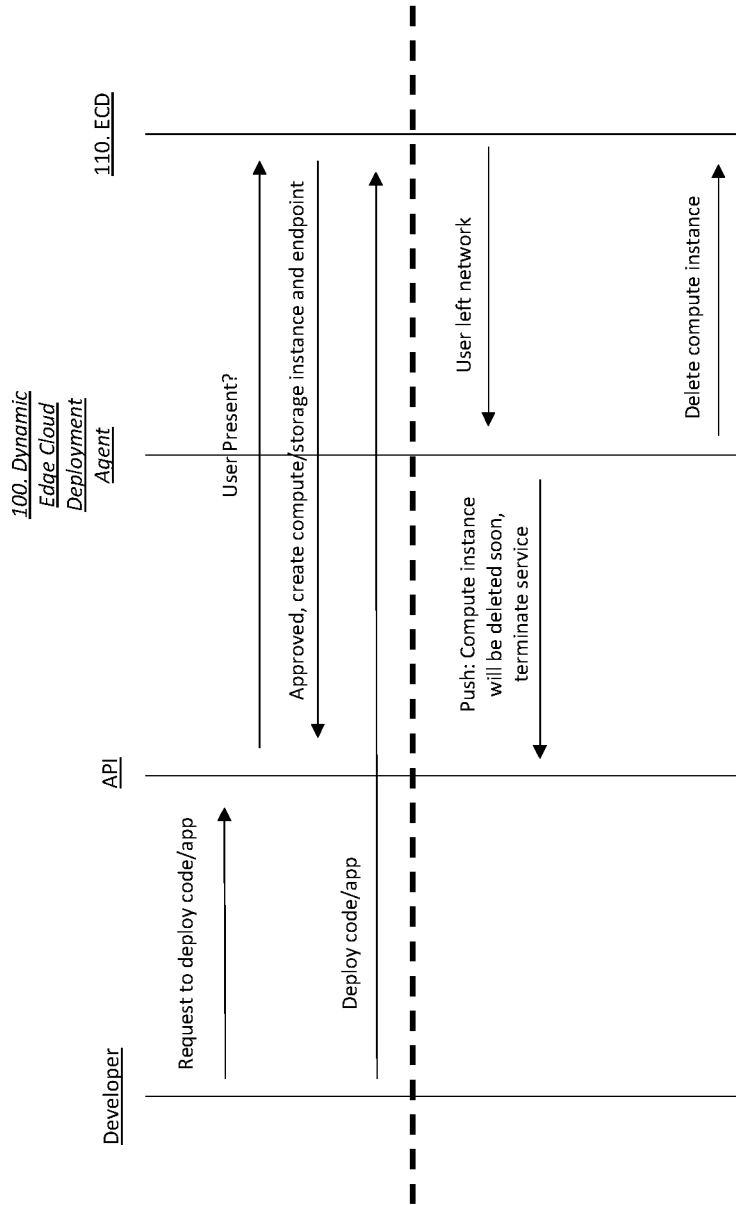 Developer
API
100. Dynamic
Edge Cloud
Deployment
Agent
110. ECD
Request to deploy code/app
User Present?
Approved, create compute/storage instance and endpoint
Deploy code/app
User left network
Push: Compute instance
will be deleted soon,
terminate service
Delete compute instance